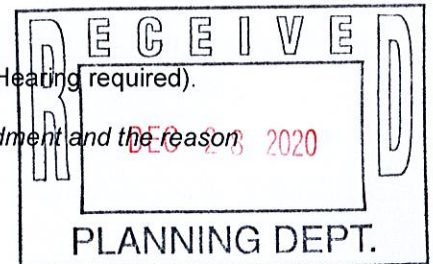 RECEIVED
Hearing required).
dment and the reason
DEC 28 2020
PLANNING DEPT.